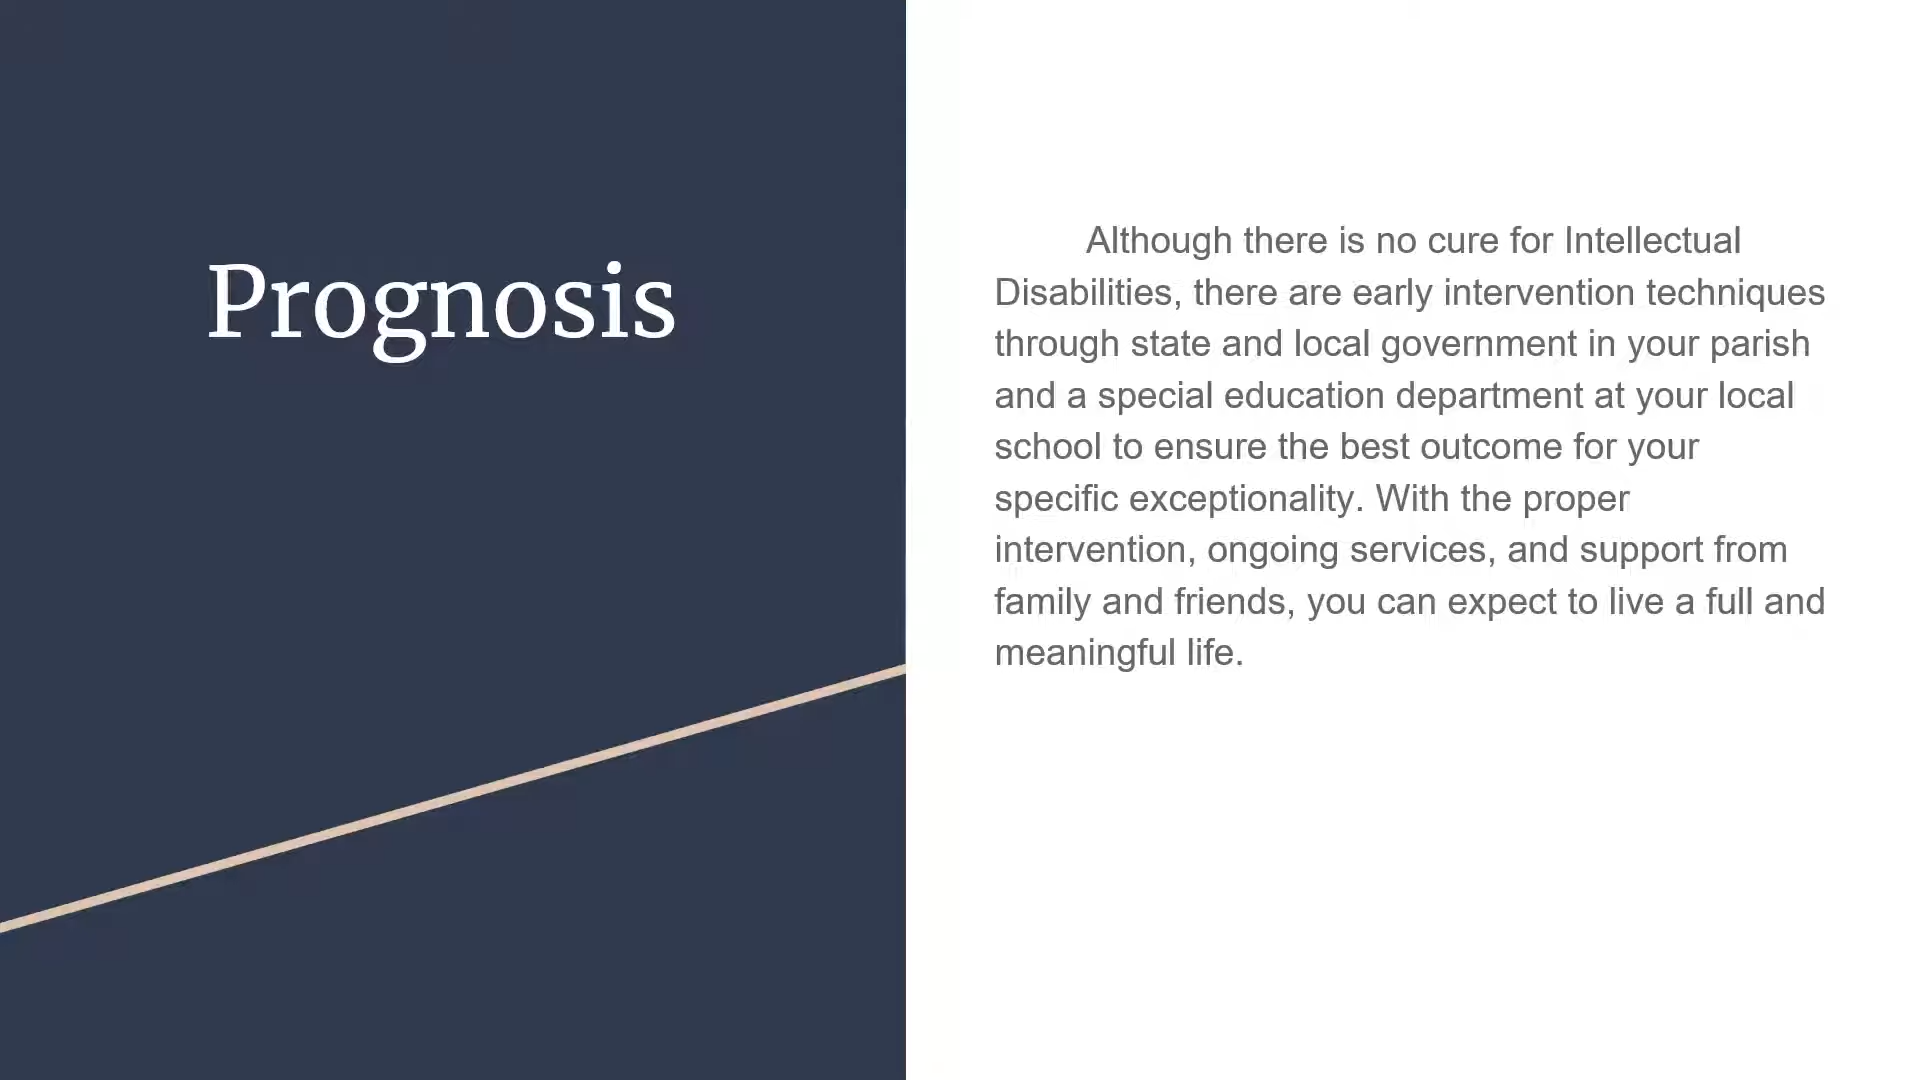 Prognosis
Although there is no cure for Intellectual
Disabilities, there are early intervention techniques
through state and local government in your parish
and a special education department at your local
school to ensure the best outcome for your
specific exceptionality. With the proper
intervention, ongoing services, and support from
family and friends, you can expect to live a full and
meaningful life.